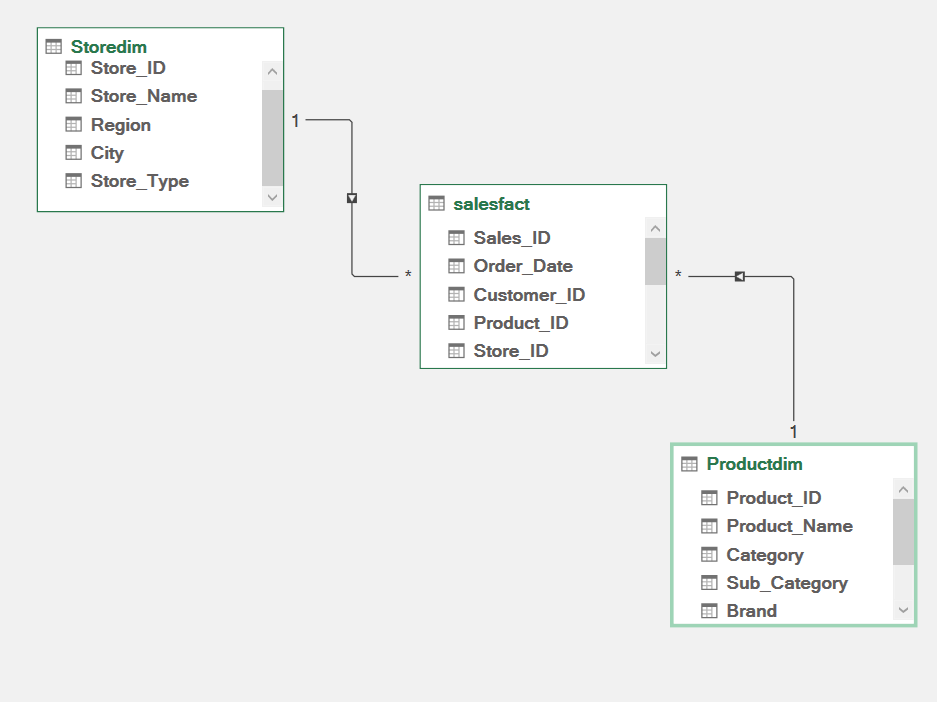 Storedim
Store_ID
Store_Name
Region
City
Store_Type
1
*
salesfact
Sales_ID
Order_Date
Customer_ID
Product_ID
Store_ID
*
1
Productdim
Product_ID
Product_Name
Category
Sub_Category
Brand